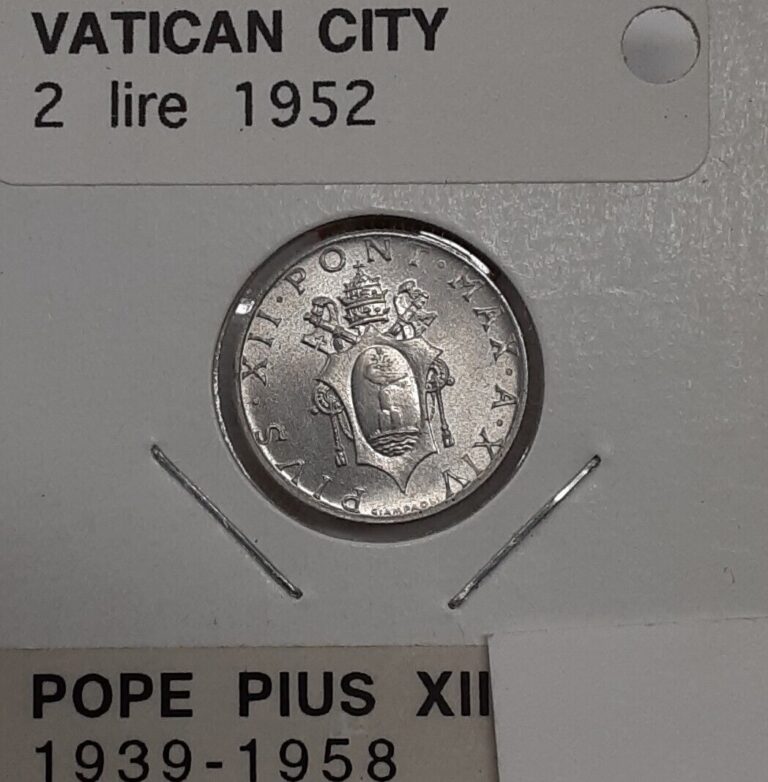 VATICAN CITY
2 lire 1952
PIVS · XII · PONT · MAX · A · XIV
POPE PIUS XII
1939-1958